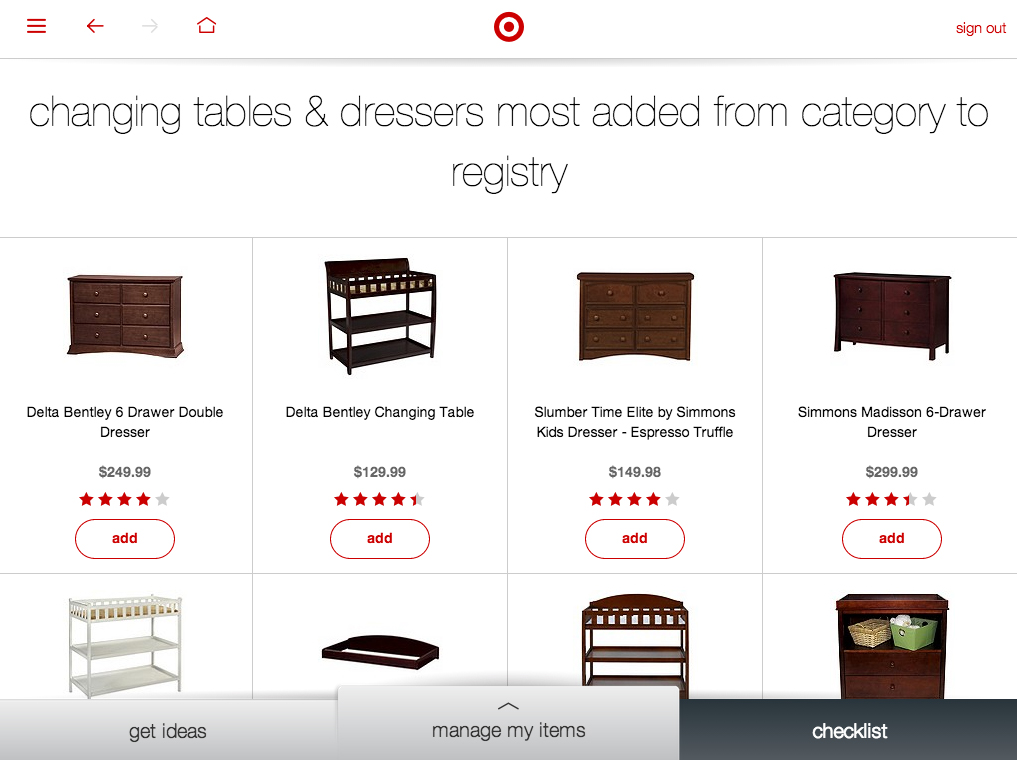 sign out
changing tables & dressers most added from category to
registry
Delta Bentley 6 Drawer Double
Dresser
$249.99
add
Delta Bentley Changing Table
$129.99
add
Slumber Time Elite by Simmons
Kids Dresser - Espresso Truffle
$149.98
add
Simmons Madisson 6-Drawer
Dresser
$299.99
add
get ideas
manage my items
checklist